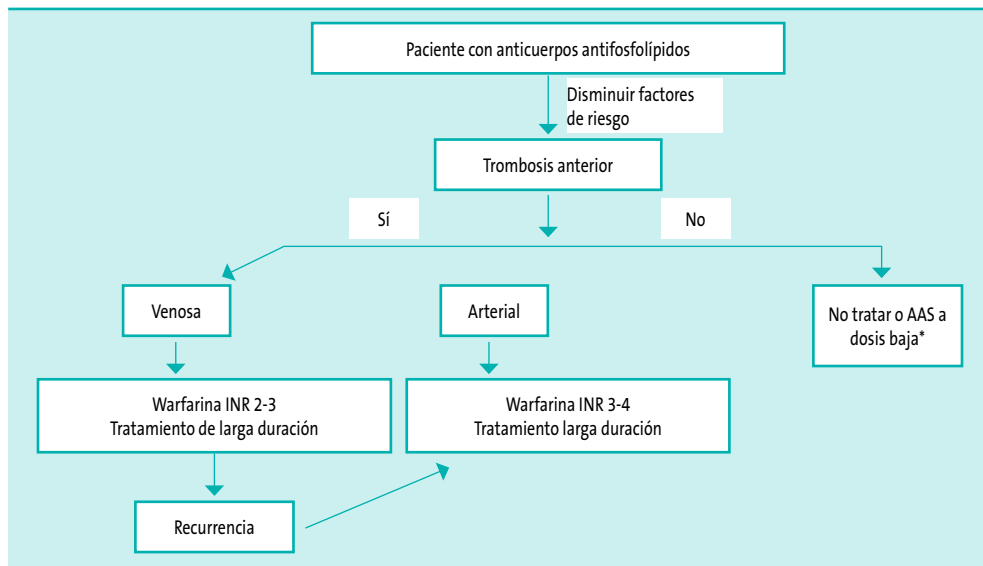 Paciente con anticuerpos antifosfolípidos
Disminuir factores
de riesgo
Trombosis anterior
Sí
No
Venosa
Arterial
No tratar o AAS a
dosis baja*
Warfarina INR 2-3
Tratamiento de larga duración
Warfarina INR 3-4
Tratamiento larga duración
Recurrencia